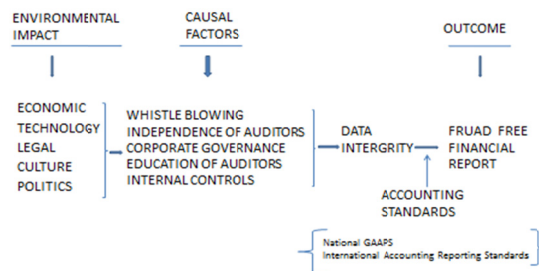 ENVIRONMENTAL
IMPACT
CAUSAL
FACTORS
OUTCOME
ECONOMIC
TECHNOLOGY
LEGAL
CULTURE
POLITICS
WHISTLE BLOWING
INDEPENDENCE OF AUDITORS
CORPORATE GOVERNANCE
EDUCATION OF AUDITORS
INTERNAL CONTROLS
DATA
INTERGRITY
FRUAD FREE
FINANCIAL
REPORT
ACCOUNTING
STANDARDS
National GAAPS
International Accounting Reporting Standards